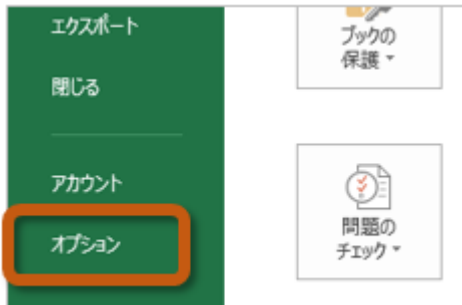 エクスポート
閉じる
アカウント
オプション
ブックの
保護
問題の
チェック